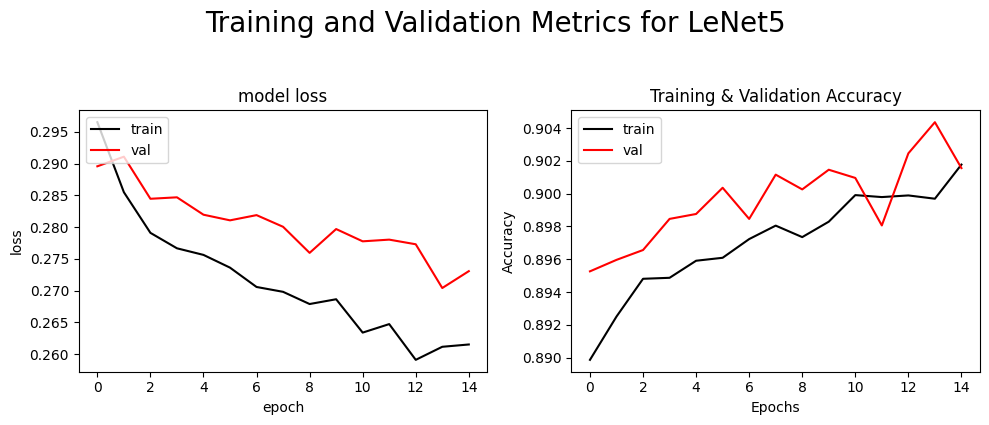 Training and Validation Metrics for LeNet5
model loss
train
val
0.295
0.290
0.285
0.280
0.275
0.270
0.265
0.260
loss
0 2 4 6 8 10 12 14
epoch
Training & Validation Accuracy
train
val
0.904
0.902
0.900
0.898
0.896
0.894
0.892
0.890
Accuracy
0 2 4 6 8 10 12 14
Epochs